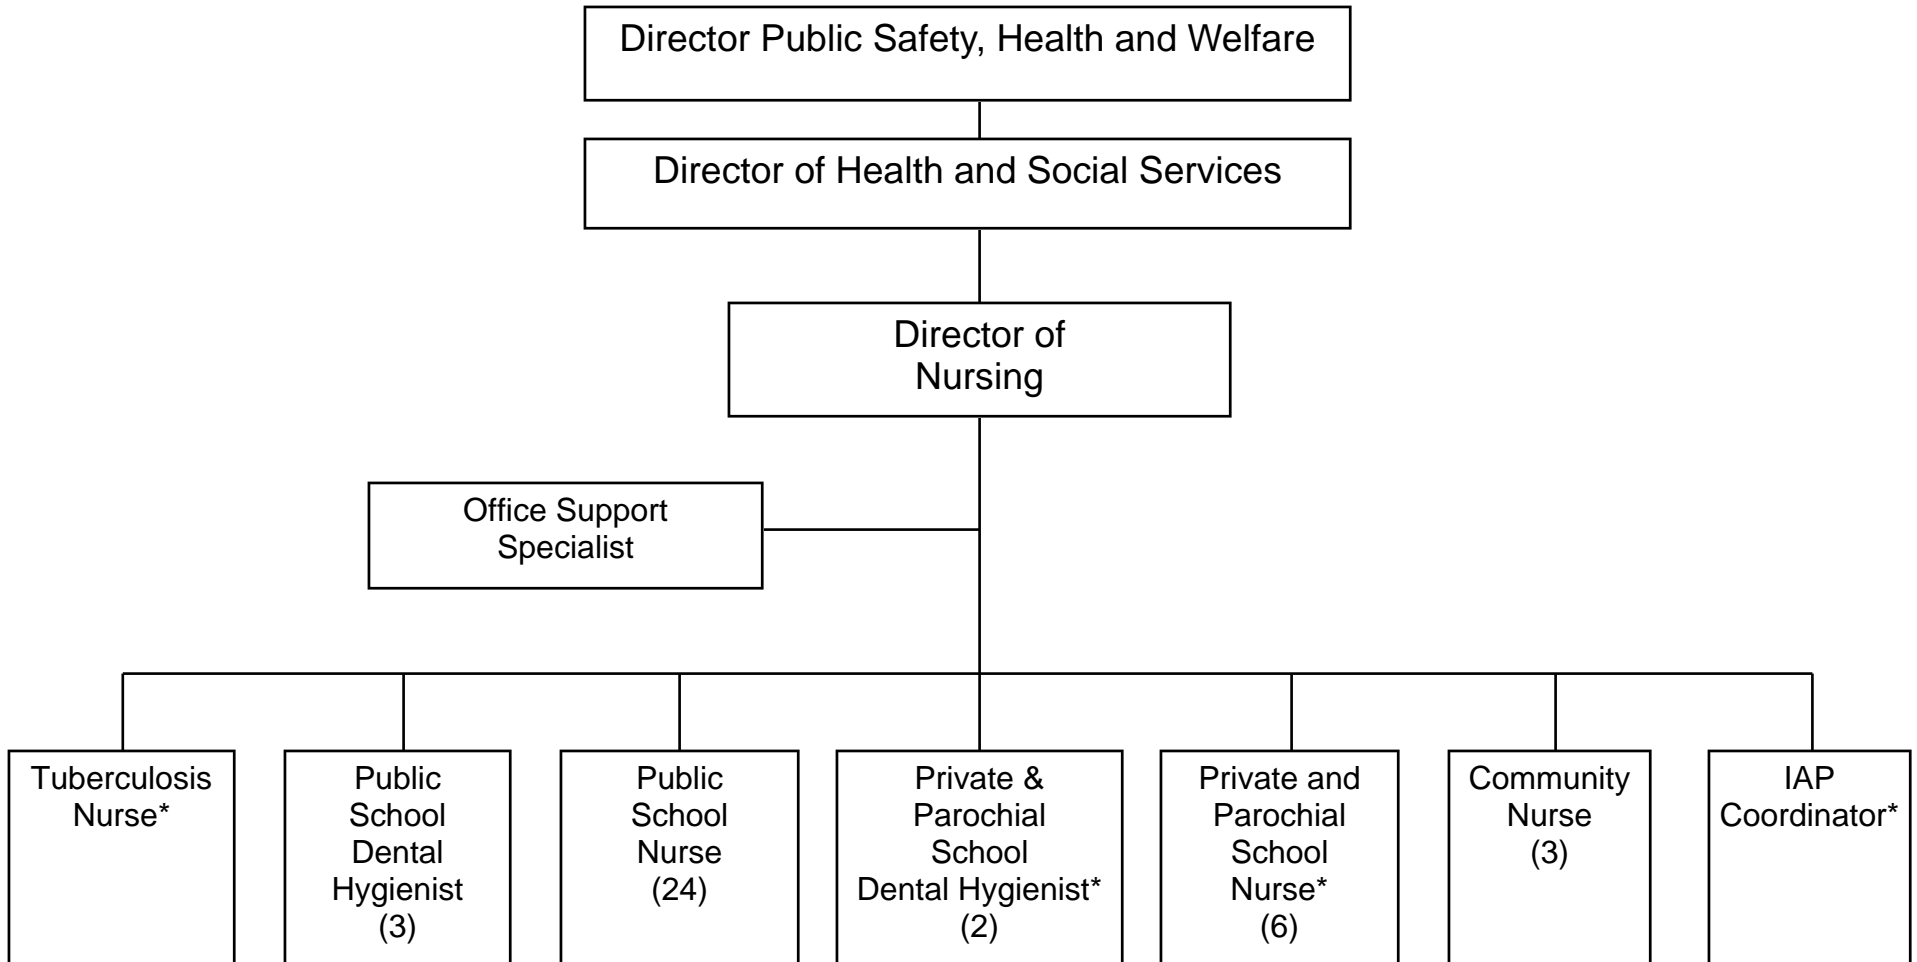 Director Public Safety, Health and Welfare
Director of Health and Social Services
Director of
Nursing
Office Support
Specialist
Tuberculosis
Nurse*
Public
School
Dental
Hygienist
(3)
Public
School
Nurse
(24)
Private &
Parochial
School
Dental Hygienist*
(2)
Private and
Parochial
School
Nurse*
(6)
Community
Nurse
(3)
IAP
Coordinator*